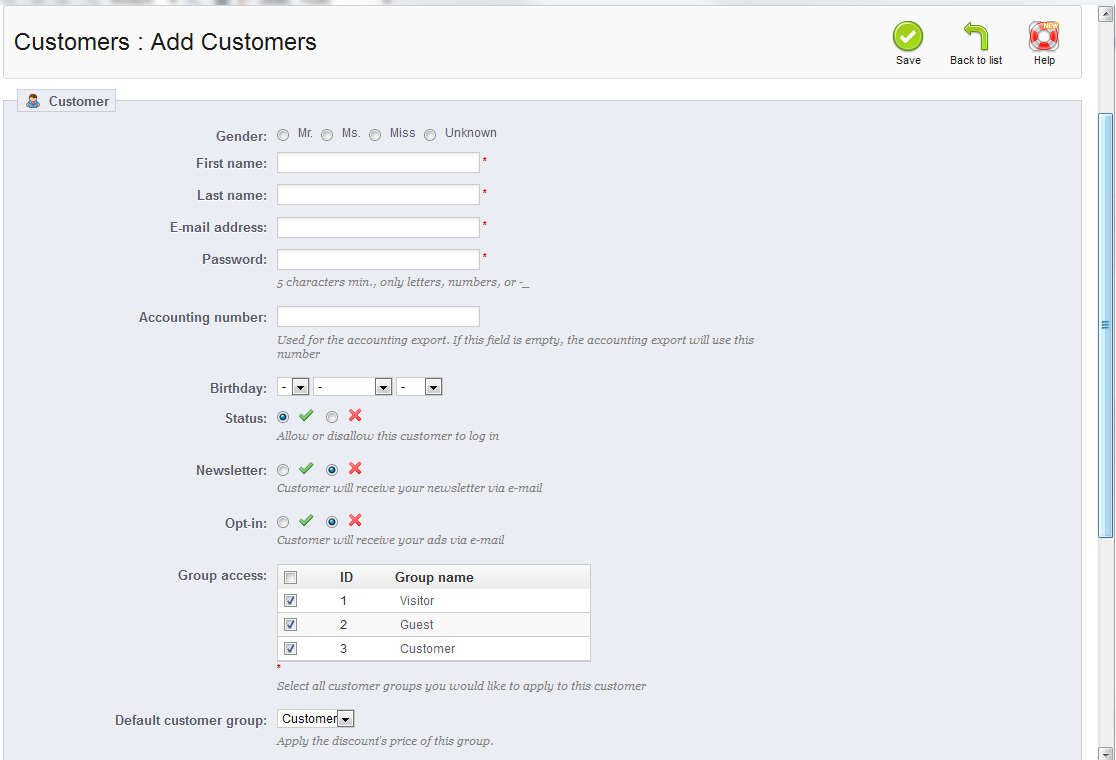 Customers : Add Customers
Save
Back to list
NEW
Help
Customer
Gender: Mr. Ms. Miss Unknown
First name: *
Last name: *
E-mail address: *
Password: *
5 characters min., only letters, numbers, or -_
Accounting number:
Used for the accounting export. If this field is empty, the accounting export will use this
number
Birthday: - - -
Status:
Allow or disallow this customer to log in
Newsletter:
Customer will receive your newsletter via e-mail
Opt-in:
Customer will receive your ads via e-mail
Group access: ID Group name
1 Visitor
2 Guest
3 Customer
*
Select all customer groups you would like to apply to this customer
Default customer group: Customer
Apply the discount's price of this group.